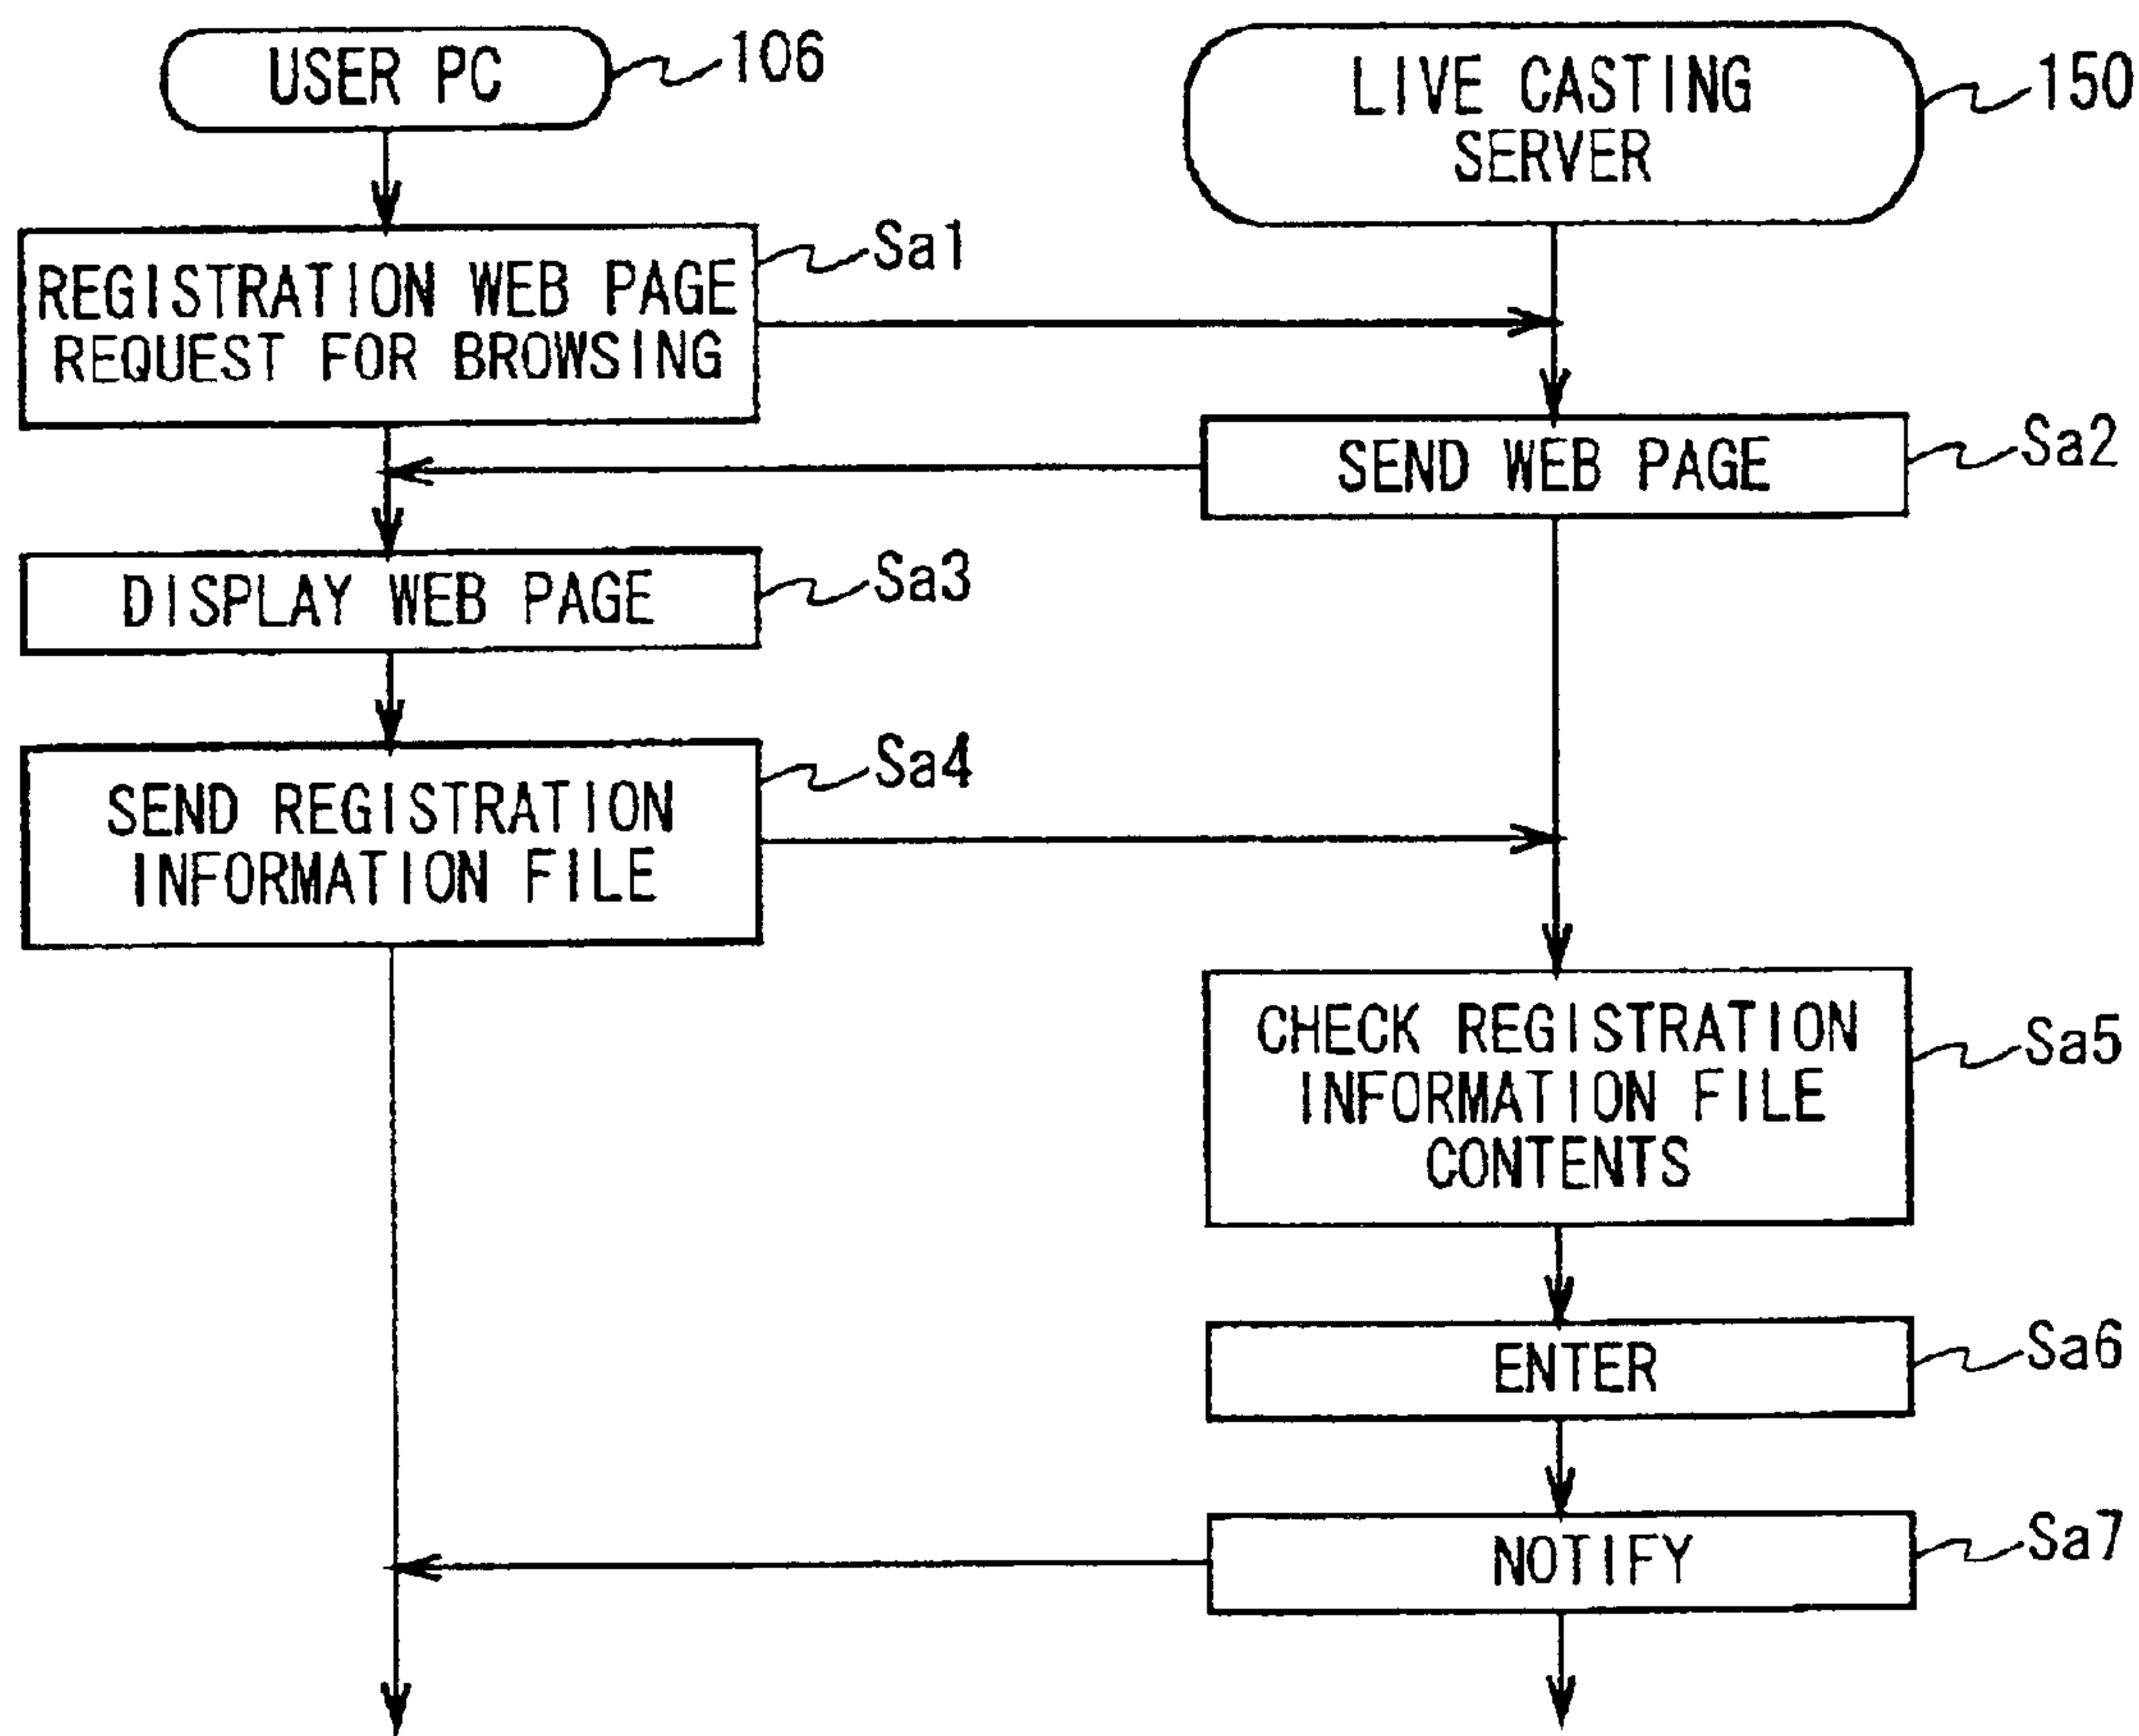 USER PC
106
LIVE CASTING
SERVER
150
REGISTRATION WEB PAGE
REQUEST FOR BROWSING
Sa1
SEND WEB PAGE
Sa2
DISPLAY WEB PAGE
Sa3
SEND REGISTRATION
INFORMATION FILE
Sa4
CHECK REGISTRATION
INFORMATION FILE
CONTENTS
Sa5
ENTER
Sa6
NOTIFY
Sa7